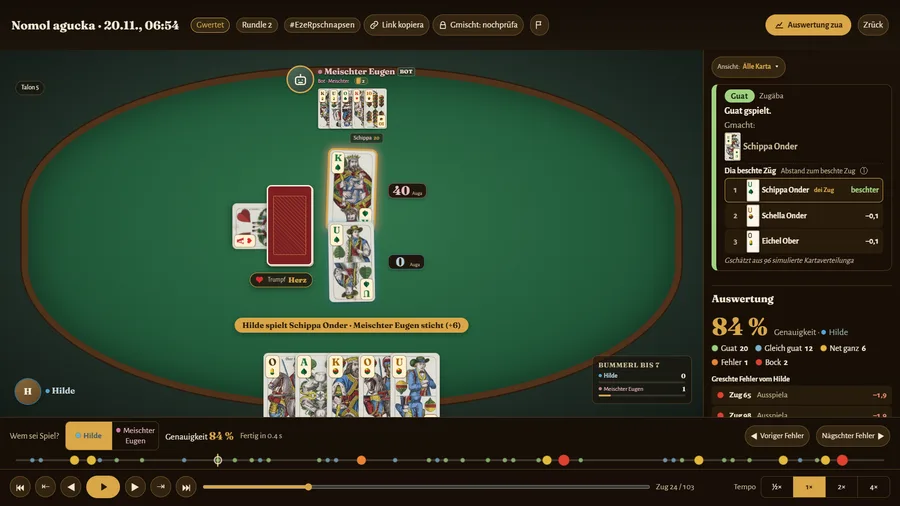 Nomol agucka · 20.11., 06:54
Gwertet
Rundle 2
#E2eRpschnapsen
Link kopiera
Gmischt: nochprüfa
Auswertung zua
Zrück
Talon 5
Meischter Eugen BOT
Bot · Meischter
2
Schippa 20
K
40 Auga
U
0 Auga
A
Trumpf Herz
Hilde spielt Schippa Onder · Meischter Eugen sticht (+6)
O A K O U
H
Hilde
BUMMERL BIS 7
Hilde 0
Meischter Eugen 1
Ansicht: Alle Karta
Guat Zugäba
Guat gspielt.
Gmacht:
Schippa Onder
Dia beschte Züg Abstand zum beschte Zug
1 Schippa Onder dei Zug beschter
2 Schella Onder −0,1
3 Eichel Ober −0,1
Gschätzt aus 96 simulierte Kartaverteilunga
Auswertung
84 % Genauigkeit · Hilde
Guat 20 Gleich guat 12 Net ganz 6
Fehler 1 Bock 2
Greschte Fehler vom Hilde
Zug 65 Ausspiela −1,9
Zug 98 Ausspiela −1,9
Wem sei Spiel?
Hilde
Meischter Eugen
Genauigkeit 84 %
Fertig in 0.4 s
Voriger Fehler
Nägschter Fehler
Zug 24 / 103
Tempo
½×
1×
2×
4×